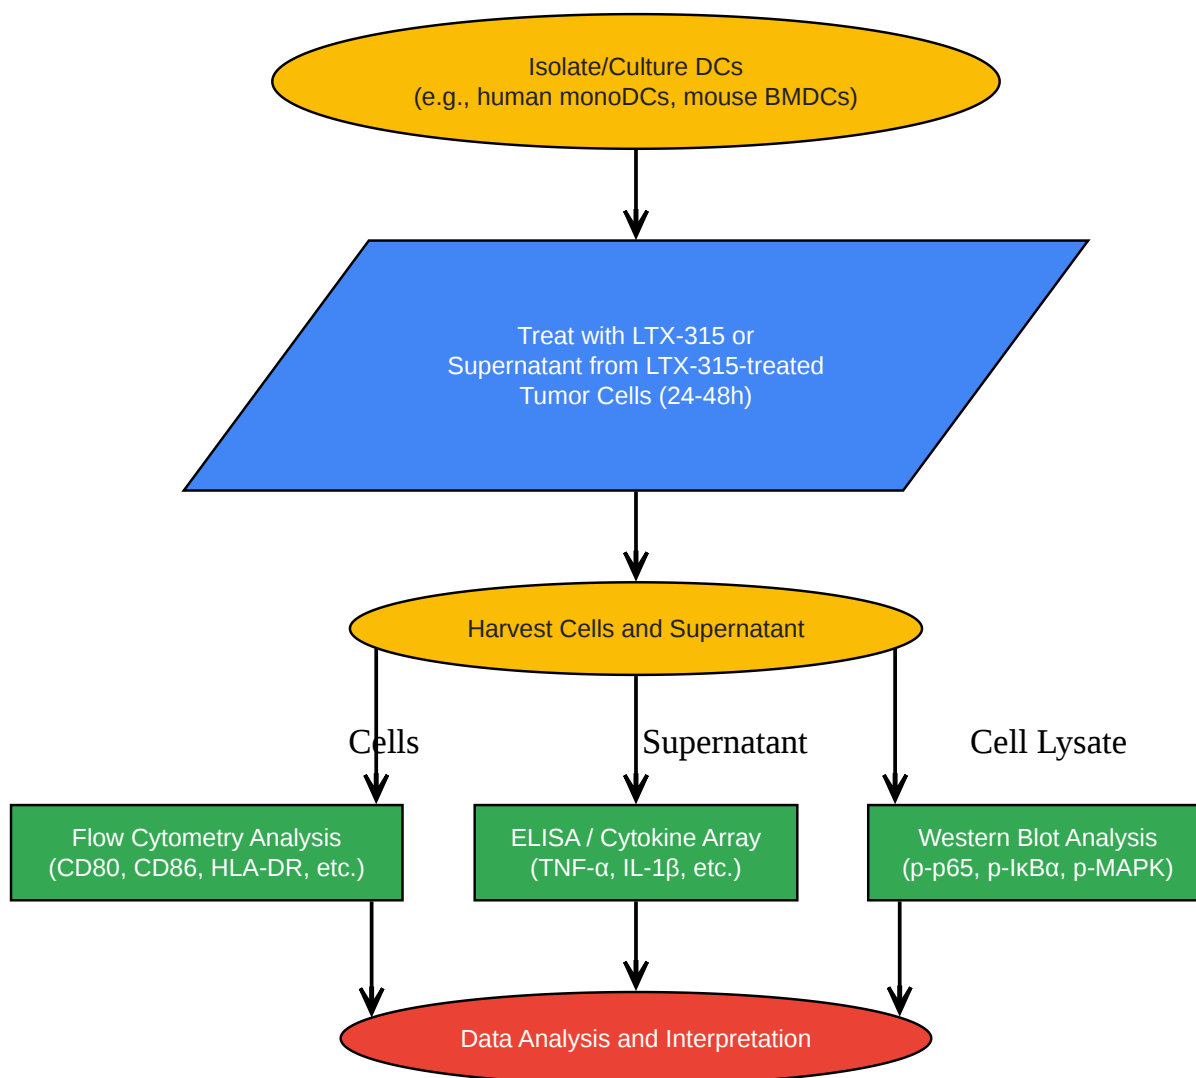 Isolate/Culture DCs
(e.g., human monoDCs, mouse BMDCs)
Treat with LTX-315 or
Supernatant from LTX-315-treated
Tumor Cells (24-48h)
Harvest Cells and Supernatant
Cells
Supernatant
Cell Lysate
Flow Cytometry Analysis
(CD80, CD86, HLA-DR, etc.)
ELISA / Cytokine Array
(TNF-α, IL-1β, etc.)
Western Blot Analysis
(p-p65, p-IκBα, p-MAPK)
Data Analysis and Interpretation